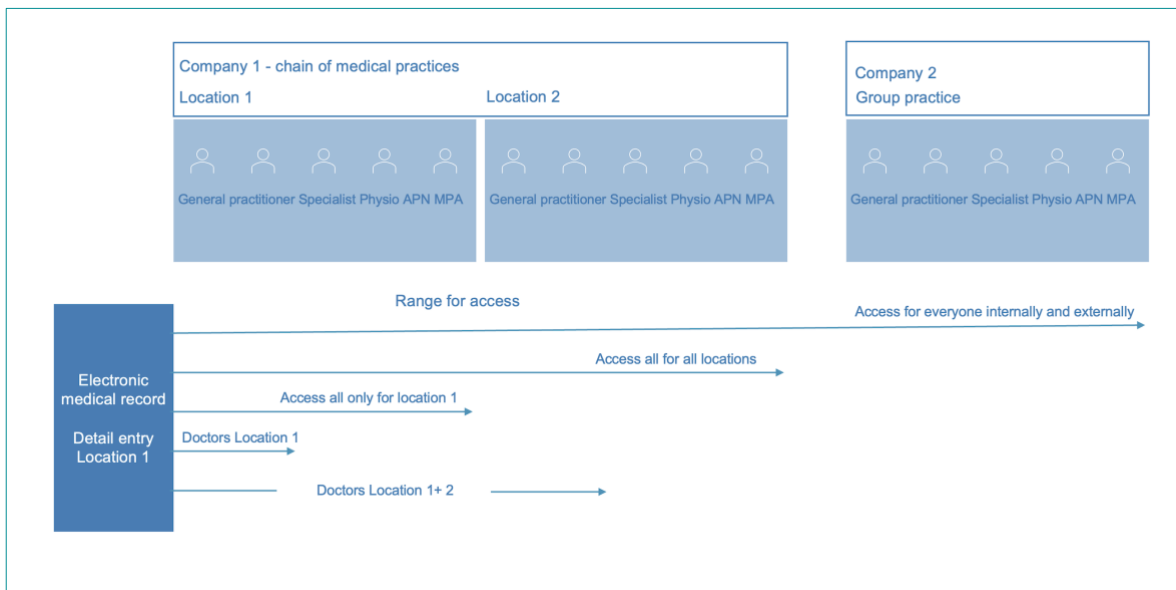 Company 1 - chain of medical practices
Location 1
Location 2
Company 2
Group practice
General practitioner Specialist Physio APN MPA
General practitioner Specialist Physio APN MPA
General practitioner Specialist Physio APN MPA
Range for access
Access for everyone internally and externally
Access all for all locations
Electronic
medical record
Detail entry
Location 1
Access all only for location 1
Doctors Location 1
Doctors Location 1+ 2